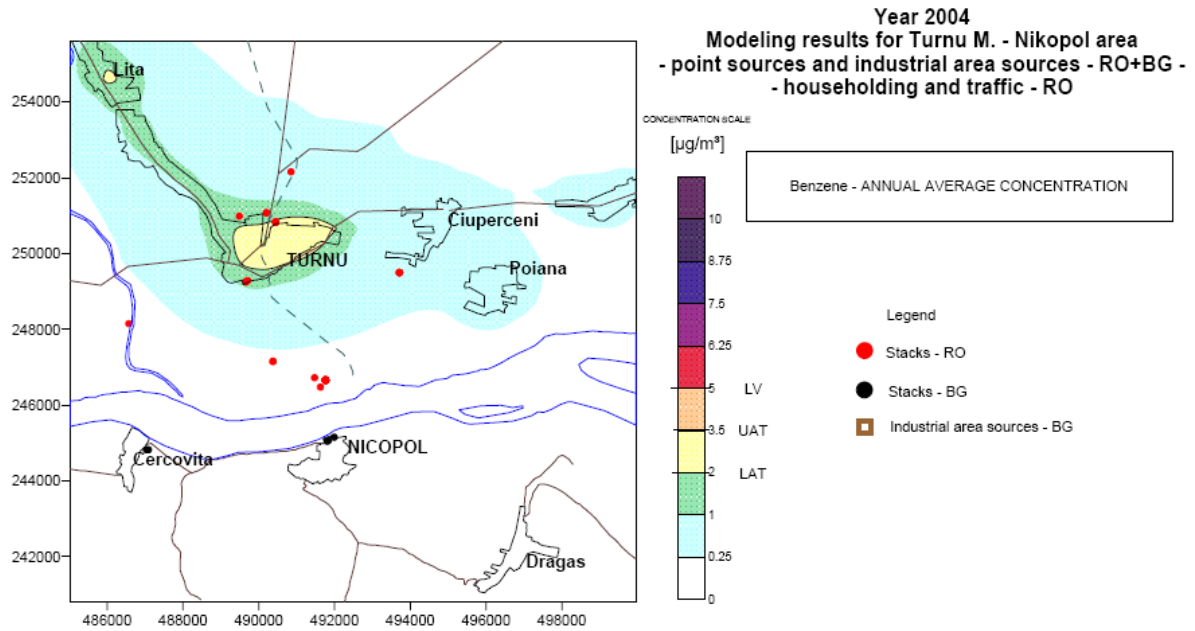 Year 2004
Modeling results for Turnu M. - Nikopol area
- point sources and industrial area sources - RO+BG -
- householding and traffic - RO
CONCENTRATION SCALE
[µg/m³]
Benzene - ANNUAL AVERAGE CONCENTRATION
10
8.75
7.5
6.25
5
LV
3.5
UAT
2
LAT
1
0.25
0
Legend
Stacks - RO
Stacks - BG
Industrial area sources - BG
254000
252000
250000
248000
246000
244000
242000
486000
488000
490000
492000
494000
496000
498000
Lita
Ciuperceni
TURNU
Poiana
Cercovita
NICOPOL
Dragas